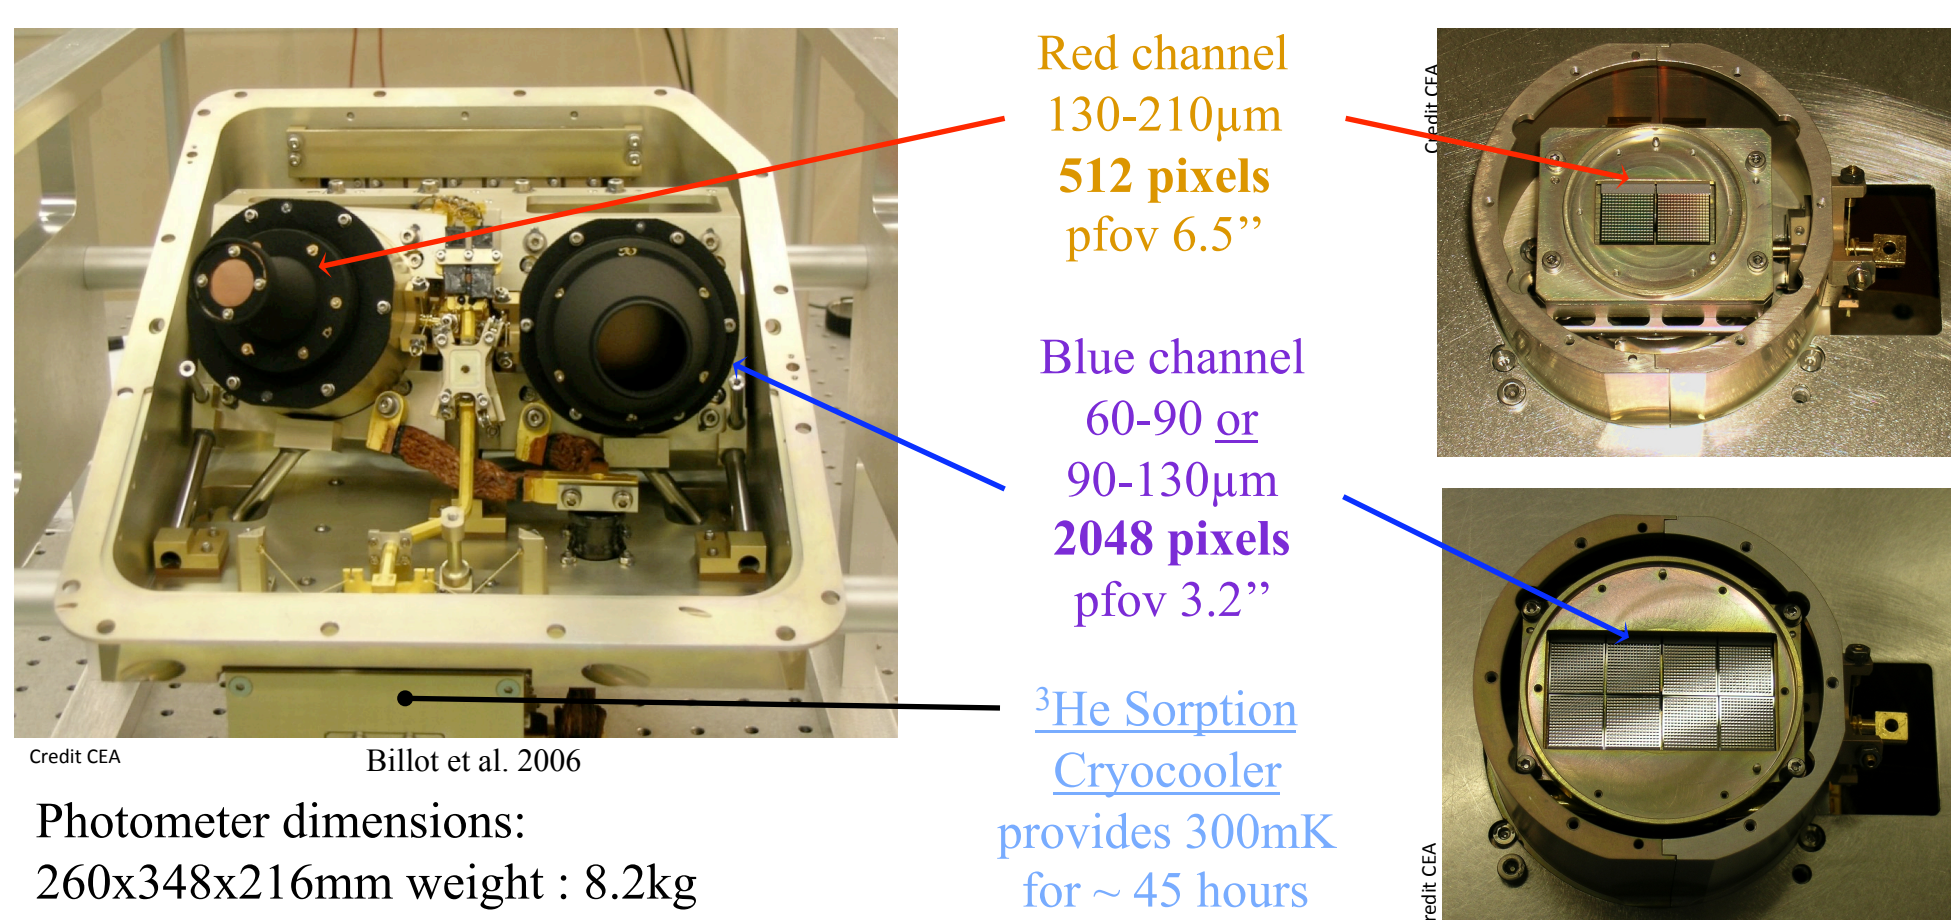 Red channel
130-210µm
512 pixels
pfov 6.5’’
Credit CEA
Blue channel
60-90 or
90-130µm
2048 pixels
pfov 3.2’’
³He Sorption
Cryocooler
provides 300mK
for ~ 45 hours
Credit CEA
Billot et al. 2006
Photometer dimensions:
260x348x216mm weight : 8.2kg
redit CEA